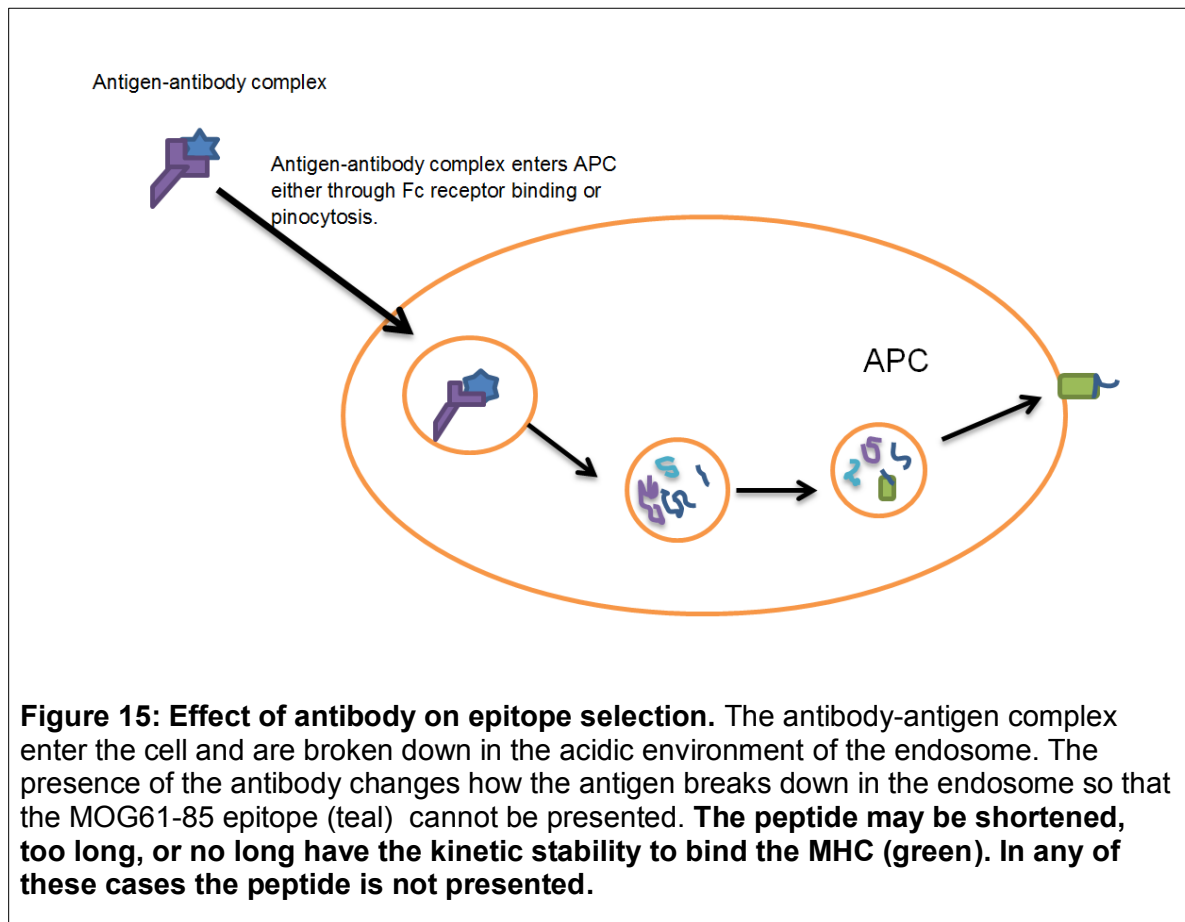 Antigen-antibody complex
Antigen-antibody complex enters APC
either through Fc receptor binding or
pinocytosis.
APC
Figure 15: Effect of antibody on epitope selection. The antibody-antigen complex
enter the cell and are broken down in the acidic environment of the endosome. The
presence of the antibody changes how the antigen breaks down in the endosome so that
the MOG61-85 epitope (teal) cannot be presented. The peptide may be shortened,
too long, or no long have the kinetic stability to bind the MHC (green). In any of
these cases the peptide is not presented.